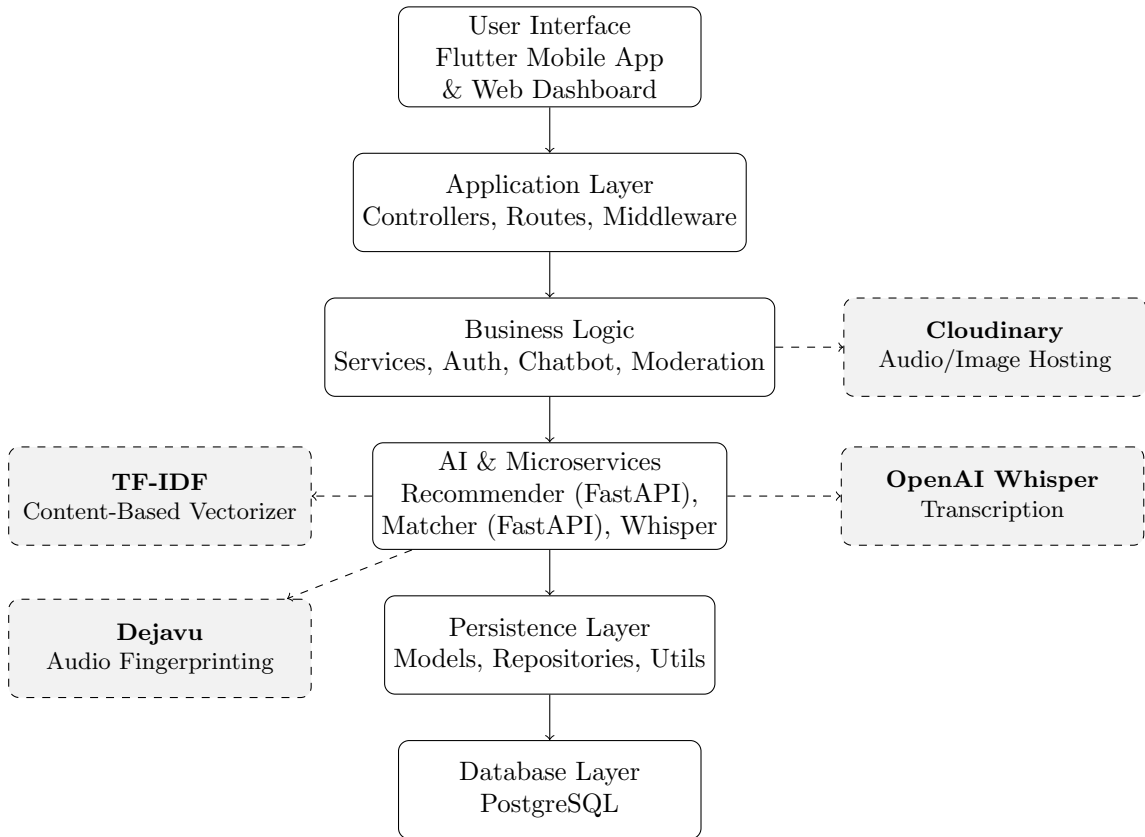 User Interface
Flutter Mobile App
& Web Dashboard
Application Layer
Controllers, Routes, Middleware
Business Logic
Services, Auth, Chatbot, Moderation
Cloudinary
Audio/Image Hosting
TF-IDF
Content-Based Vectorizer
AI & Microservices
Recommender (FastAPI),
Matcher (FastAPI), Whisper
OpenAI Whisper
Transcription
Dejavu
Audio Fingerprinting
Persistence Layer
Models, Repositories, Utils
Database Layer
PostgreSQL